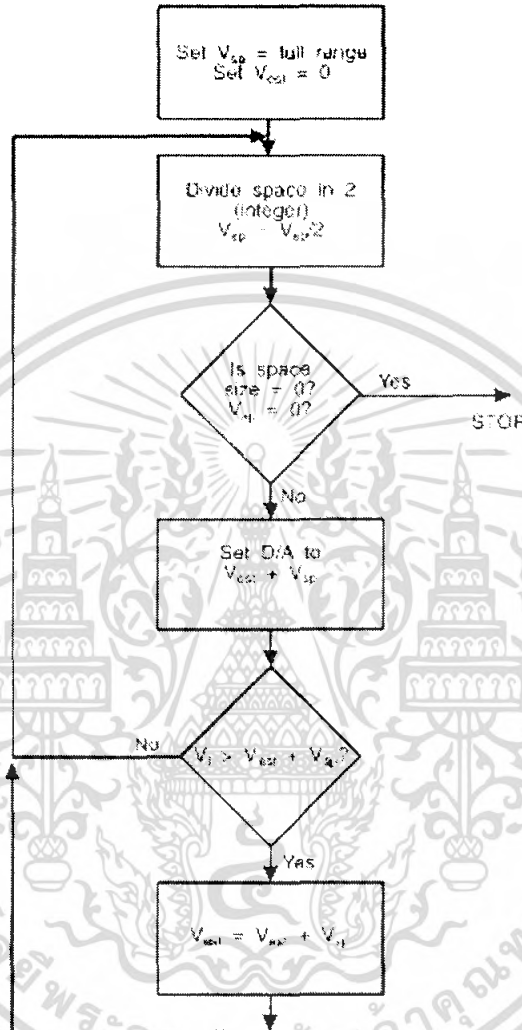 Set V_sp = full range
Set V_est = 0
Divide space in 2
(integer)
V_sp = V_sp/2
Is space
size = 0?
V_sp = 0?
Yes
STOP
No
Set D/A to
V_est + V_sp
No
V_i > V_est + V_sp?
Yes
V_est = V_est + V_sp